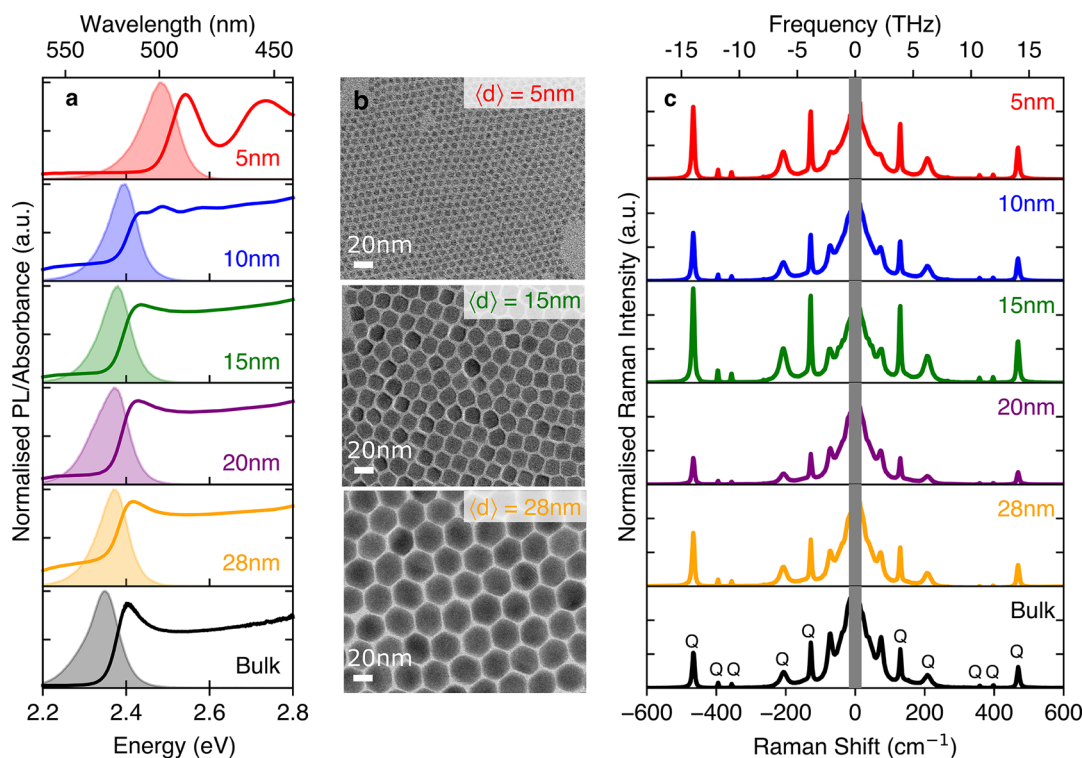 Wavelength (nm)
550 500 450
a
Normalised PL/Absorbance (a.u.)
5nm
10nm
15nm
20nm
28nm
Bulk
2.2 2.4 2.6 2.8
Energy (eV)
b
⟨d⟩ = 5nm
20nm
⟨d⟩ = 15nm
20nm
⟨d⟩ = 28nm
20nm
Frequency (THz)
-15 -10 -5 0 5 10 15
c
Normalised Raman Intensity (a.u.)
5nm
10nm
15nm
20nm
28nm
Bulk
Q Q Q Q Q Q Q Q Q Q
−600 −400 −200 0 200 400 600
Raman Shift (cm⁻¹)